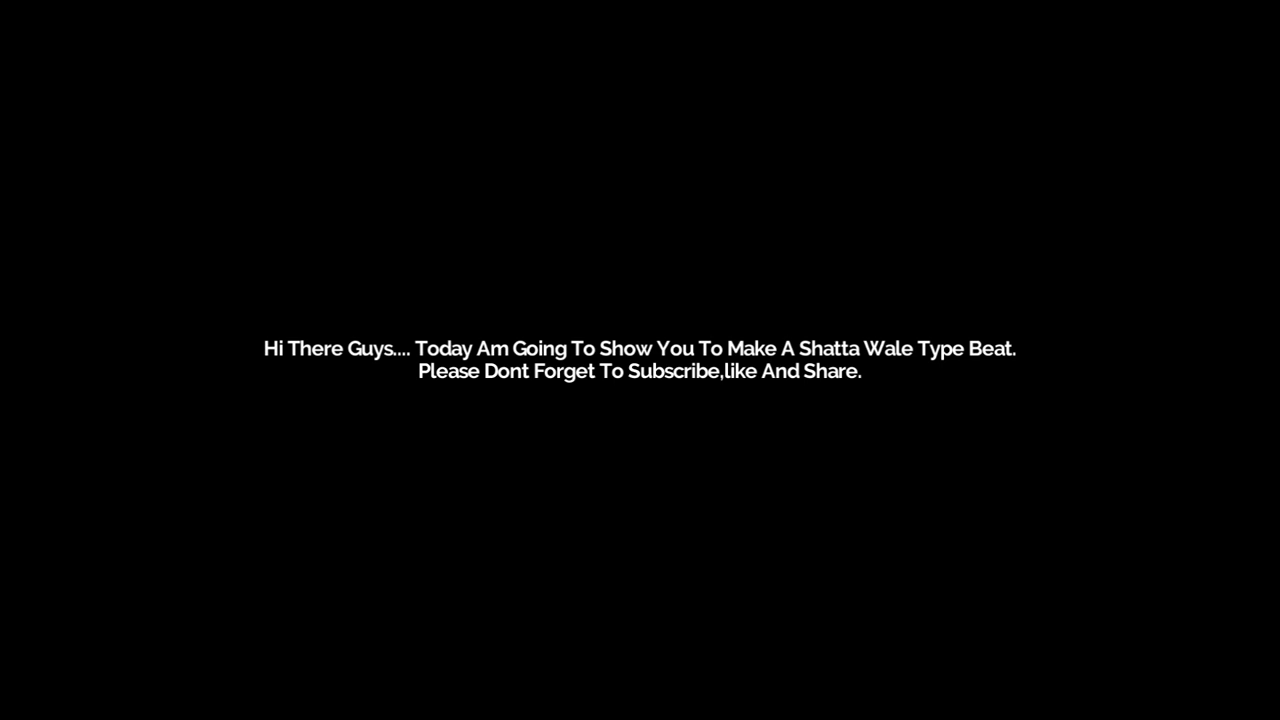 Hi There Guys.... Today Am Going To Show You To Make A Shatta Wale Type Beat.
Please Dont Forget To Subscribe,like And Share.